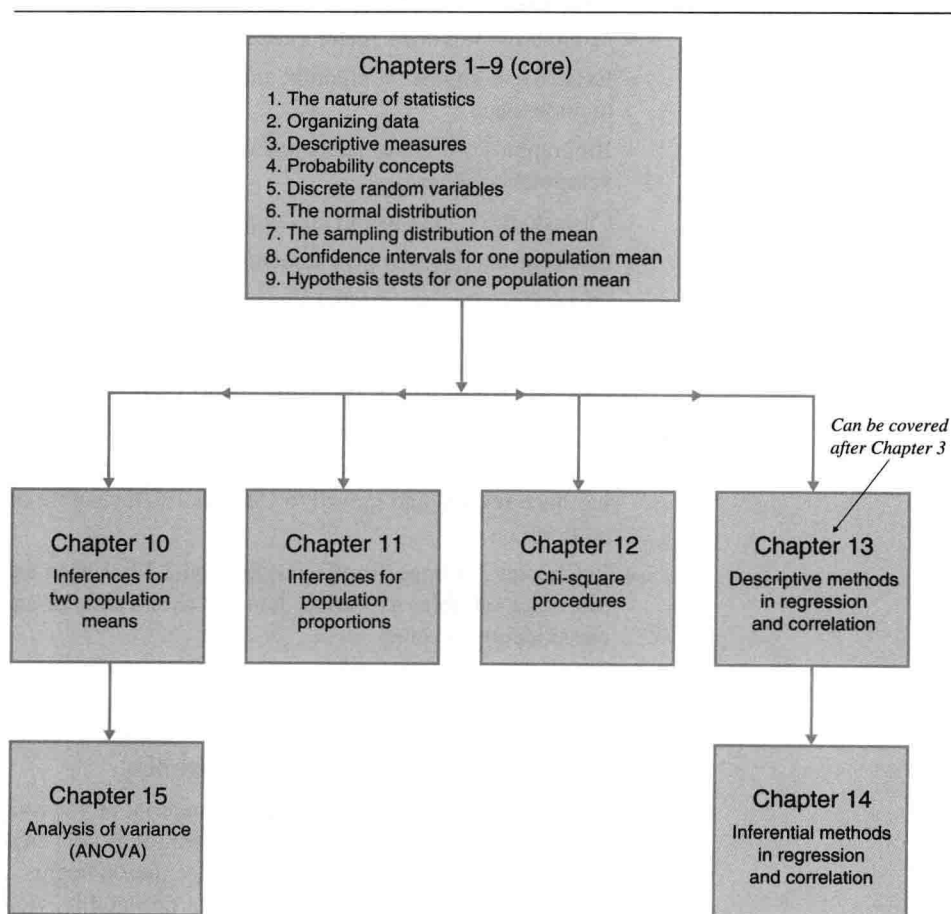 Chapters 1–9 (core)
1. The nature of statistics
2. Organizing data
3. Descriptive measures
4. Probability concepts
5. Discrete random variables
6. The normal distribution
7. The sampling distribution of the mean
8. Confidence intervals for one population mean
9. Hypothesis tests for one population mean
Can be covered
after Chapter 3
Chapter 10
Inferences for
two population
means
Chapter 11
Inferences for
population
proportions
Chapter 12
Chi-square
procedures
Chapter 13
Descriptive methods
in regression
and correlation
Chapter 15
Analysis of variance
(ANOVA)
Chapter 14
Inferential methods
in regression
and correlation